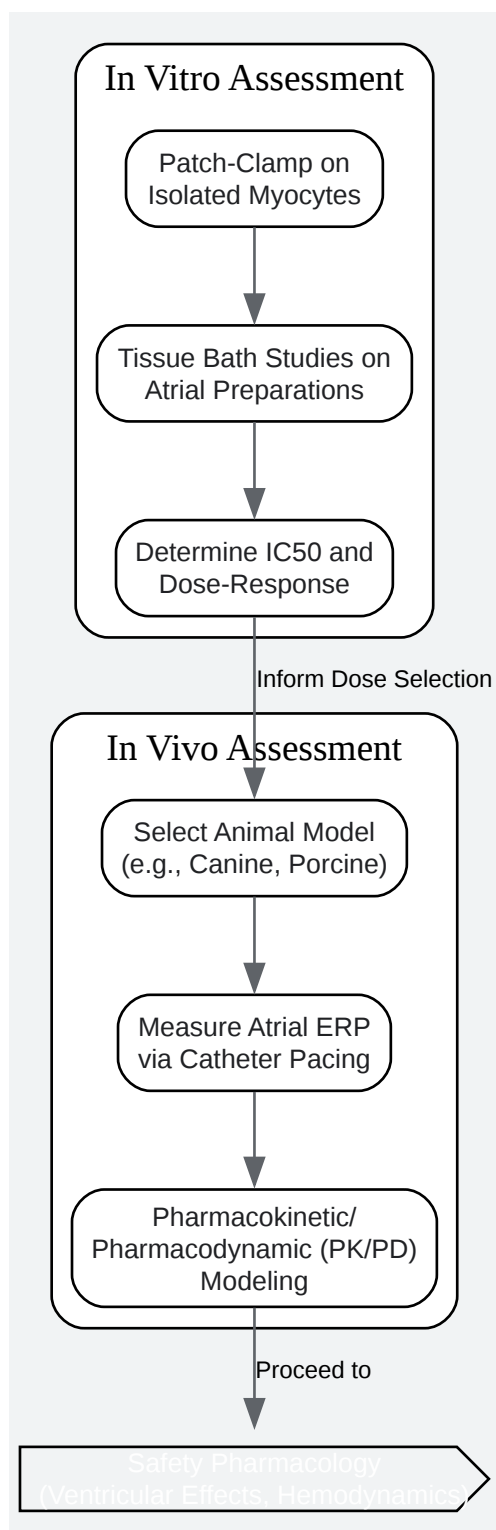 In Vitro Assessment
Patch-Clamp on
Isolated Myocytes
Tissue Bath Studies on
Atrial Preparations
Determine IC50 and
Dose-Response
Inform Dose Selection
In Vivo Assessment
Select Animal Model
(e.g., Canine, Porcine)
Measure Atrial ERP
via Catheter Pacing
Pharmacokinetic/
Pharmacodynamic (PK/PD)
Modeling
Proceed to
Safety Pharmacology
(Ventricular Effects, Hemodynamics)